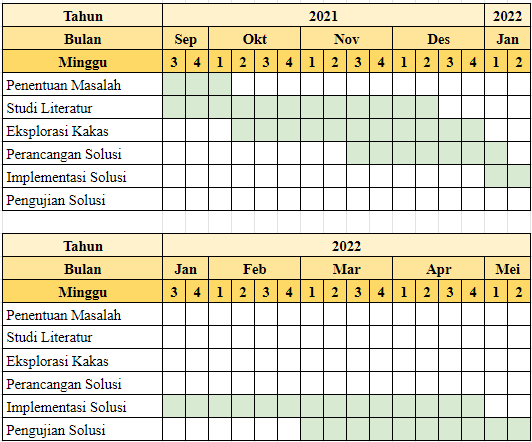 Tahun 2021 2022
Bulan Sep Okt Nov Des Jan
Minggu 3 4 1 2 3 4 1 2 3 4 1 2 3 4 1 2
Penentuan Masalah
Studi Literatur
Eksplorasi Kakas
Perancangan Solusi
Implementasi Solusi
Pengujian Solusi
Tahun 2022
Bulan Jan Feb Mar Apr Mei
Minggu 3 4 1 2 3 4 1 2 3 4 1 2 3 4 1 2
Penentuan Masalah
Studi Literatur
Eksplorasi Kakas
Perancangan Solusi
Implementasi Solusi
Pengujian Solusi